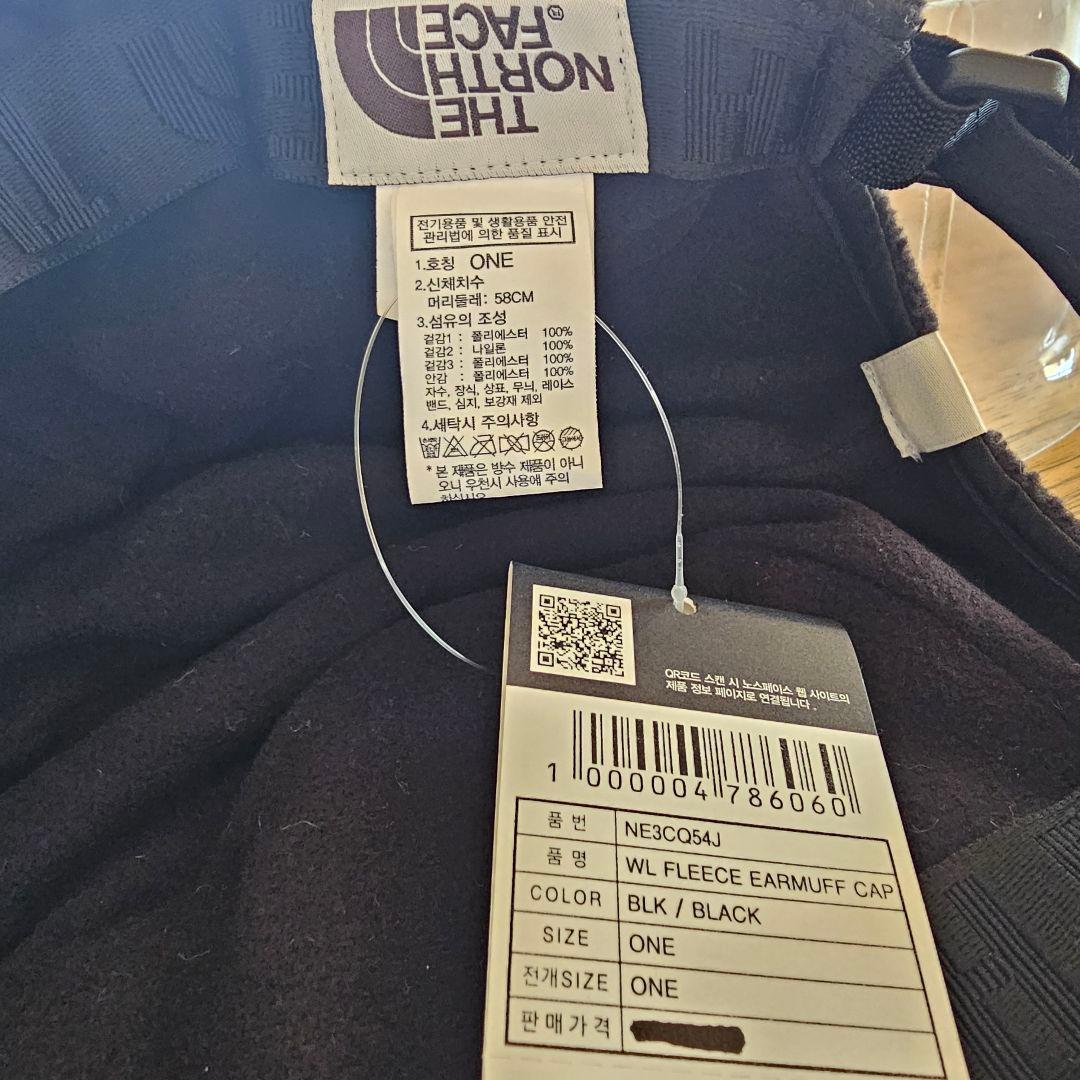 THE
NORTH
FACE
®
전기용품 및 생활용품 안전
관리법에 의한 품질 표시
1.호칭 ONE
2.신체치수
머리둘레: 58CM
3.섬유의 조성
겉감1 : 폴리에스터 100%
겉감2 : 나일론 100%
겉감3 : 폴리에스터 100%
안감 : 폴리에스터 100%
자수, 장식, 상표, 무늬, 레이스
밴드, 심지, 보강재 제외
4.세탁시 주의사항
* 본 제품은 방수 제품이 아니
오니 우천시 사용에 주의
하십시오
QR코드 스캔 시 노스페이스 웹 사이트의
제품 정보 페이지로 연결됩니다 .
1 000004 786060
품 번 NE3CQ54J
품 명 WL FLEECE EARMUFF CAP
COLOR BLK / BLACK
SIZE ONE
전개SIZE ONE
판매가격